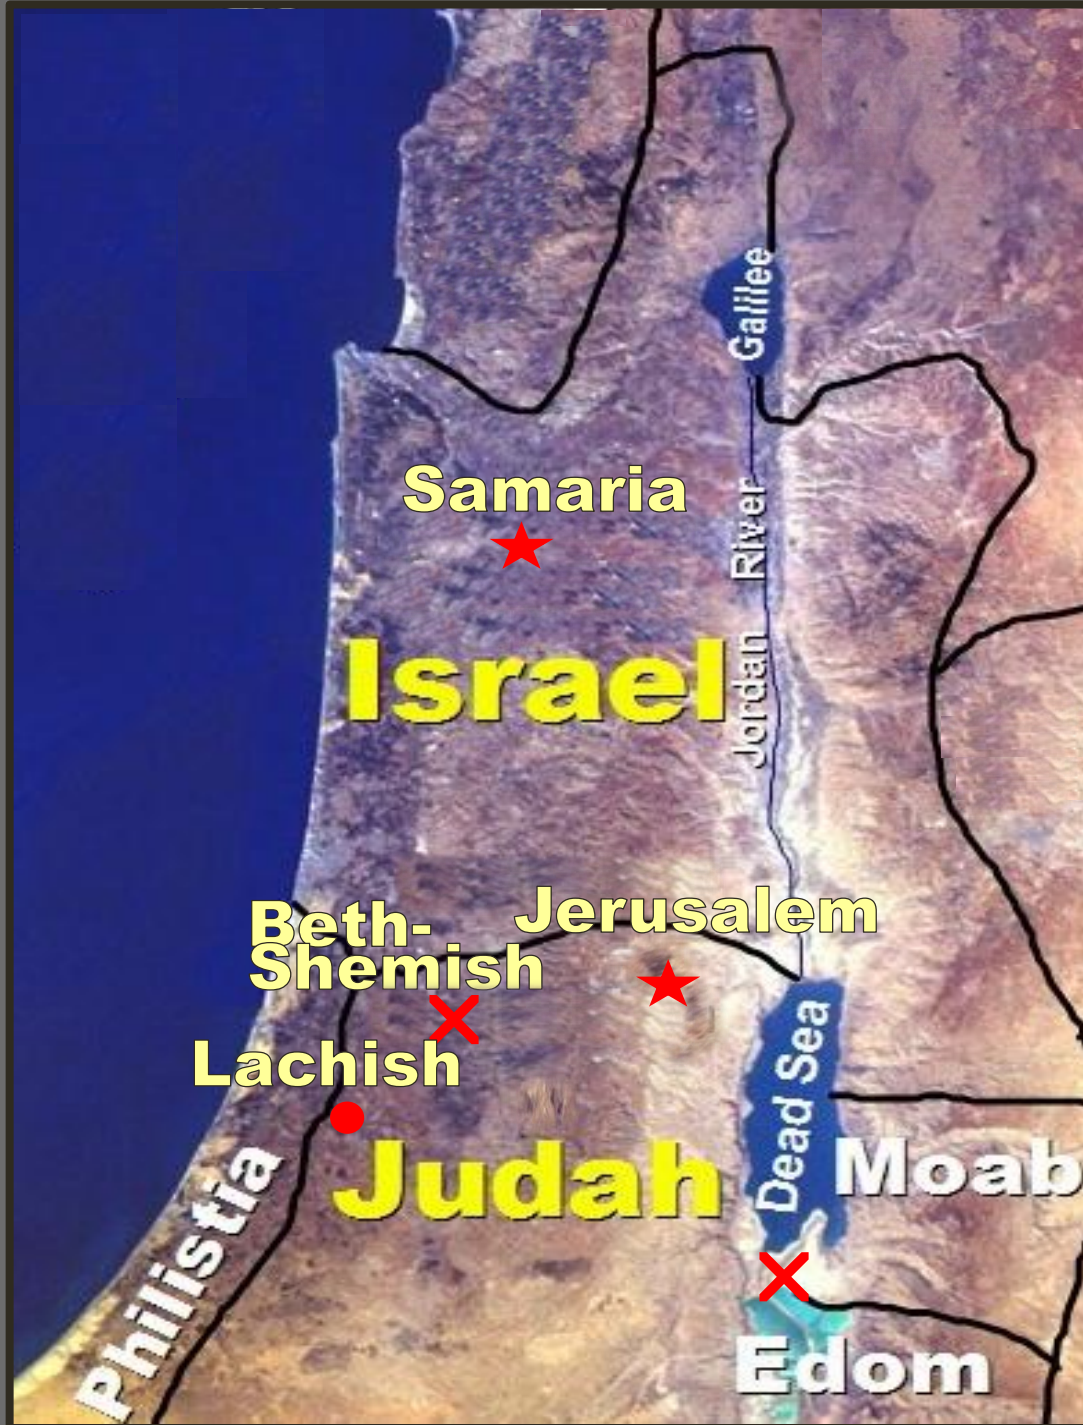 Galilee
Samaria
Jordan River
Israel
Jerusalem
Beth-
Shemish
Lachish
Dead Sea
Judah
Moab
Philistia
Edom